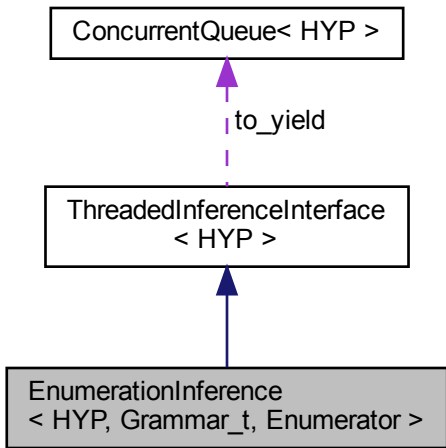 ConcurrentQueue< HYP >
to_yield
ThreadedInferenceInterface
< HYP >
EnumerationInference
< HYP, Grammar_t, Enumerator >